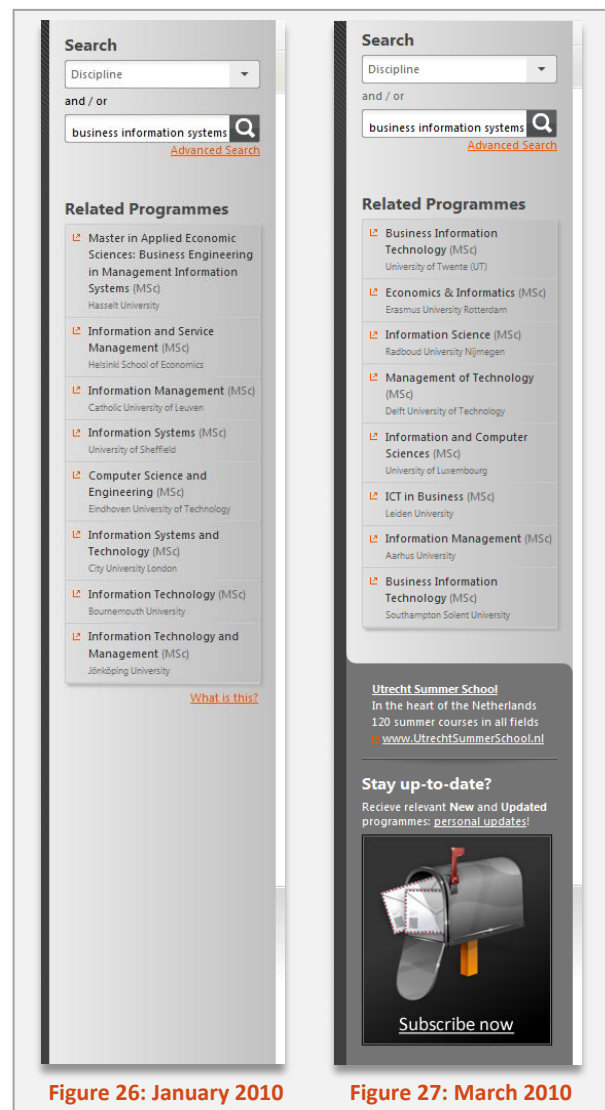 Search
Discipline
and / or
business information systems
Advanced Search
Related Programmes
Master in Applied Economic
Sciences: Business Engineering
in Management Information
Systems (MSc)
Hasselt University
Information and Service
Management (MSc)
Helsinki School of Economics
Information Management (MSc)
Catholic University of Leuven
Information Systems (MSc)
University of Sheffield
Computer Science and
Engineering (MSc)
Eindhoven University of Technology
Information Systems and
Technology (MSc)
City University London
Information Technology (MSc)
Bournemouth University
Information Technology and
Management (MSc)
Jönköping University
What is this?
Figure 26: January 2010
Search
Discipline
and / or
business information systems
Advanced Search
Related Programmes
Business Information
Technology (MSc)
University of Twente (UT)
Economics & Informatics (MSc)
Erasmus University Rotterdam
Information Science (MSc)
Radboud University Nijmegen
Management of Technology
(MSc)
Delft University of Technology
Information and Computer
Sciences (MSc)
University of Luxembourg
ICT in Business (MSc)
Leiden University
Information Management (MSc)
Aarhus University
Business Information
Technology (MSc)
Southampton Solent University
Utrecht Summer School
In the heart of the Netherlands
120 summer courses in all fields
www.UtrechtSummerSchool.nl
Stay up-to-date?
Recieve relevant New and Updated
programmes: personal updates!
Subscribe now
Figure 27: March 2010